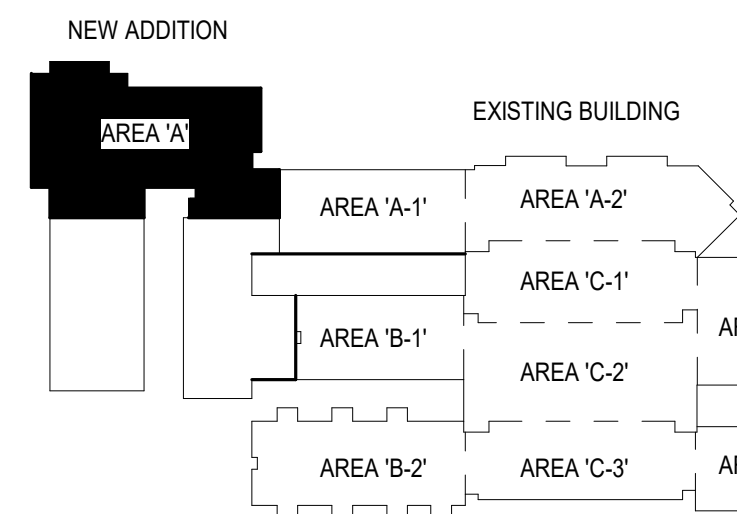 NEW ADDITION
EXISTING BUILDING
AREA 'A'
AREA 'A-1'
AREA 'A-2'
AREA 'C-1'
AREA 'B-1'
AREA 'C-2'
AREA 'B-2'
AREA 'C-3'